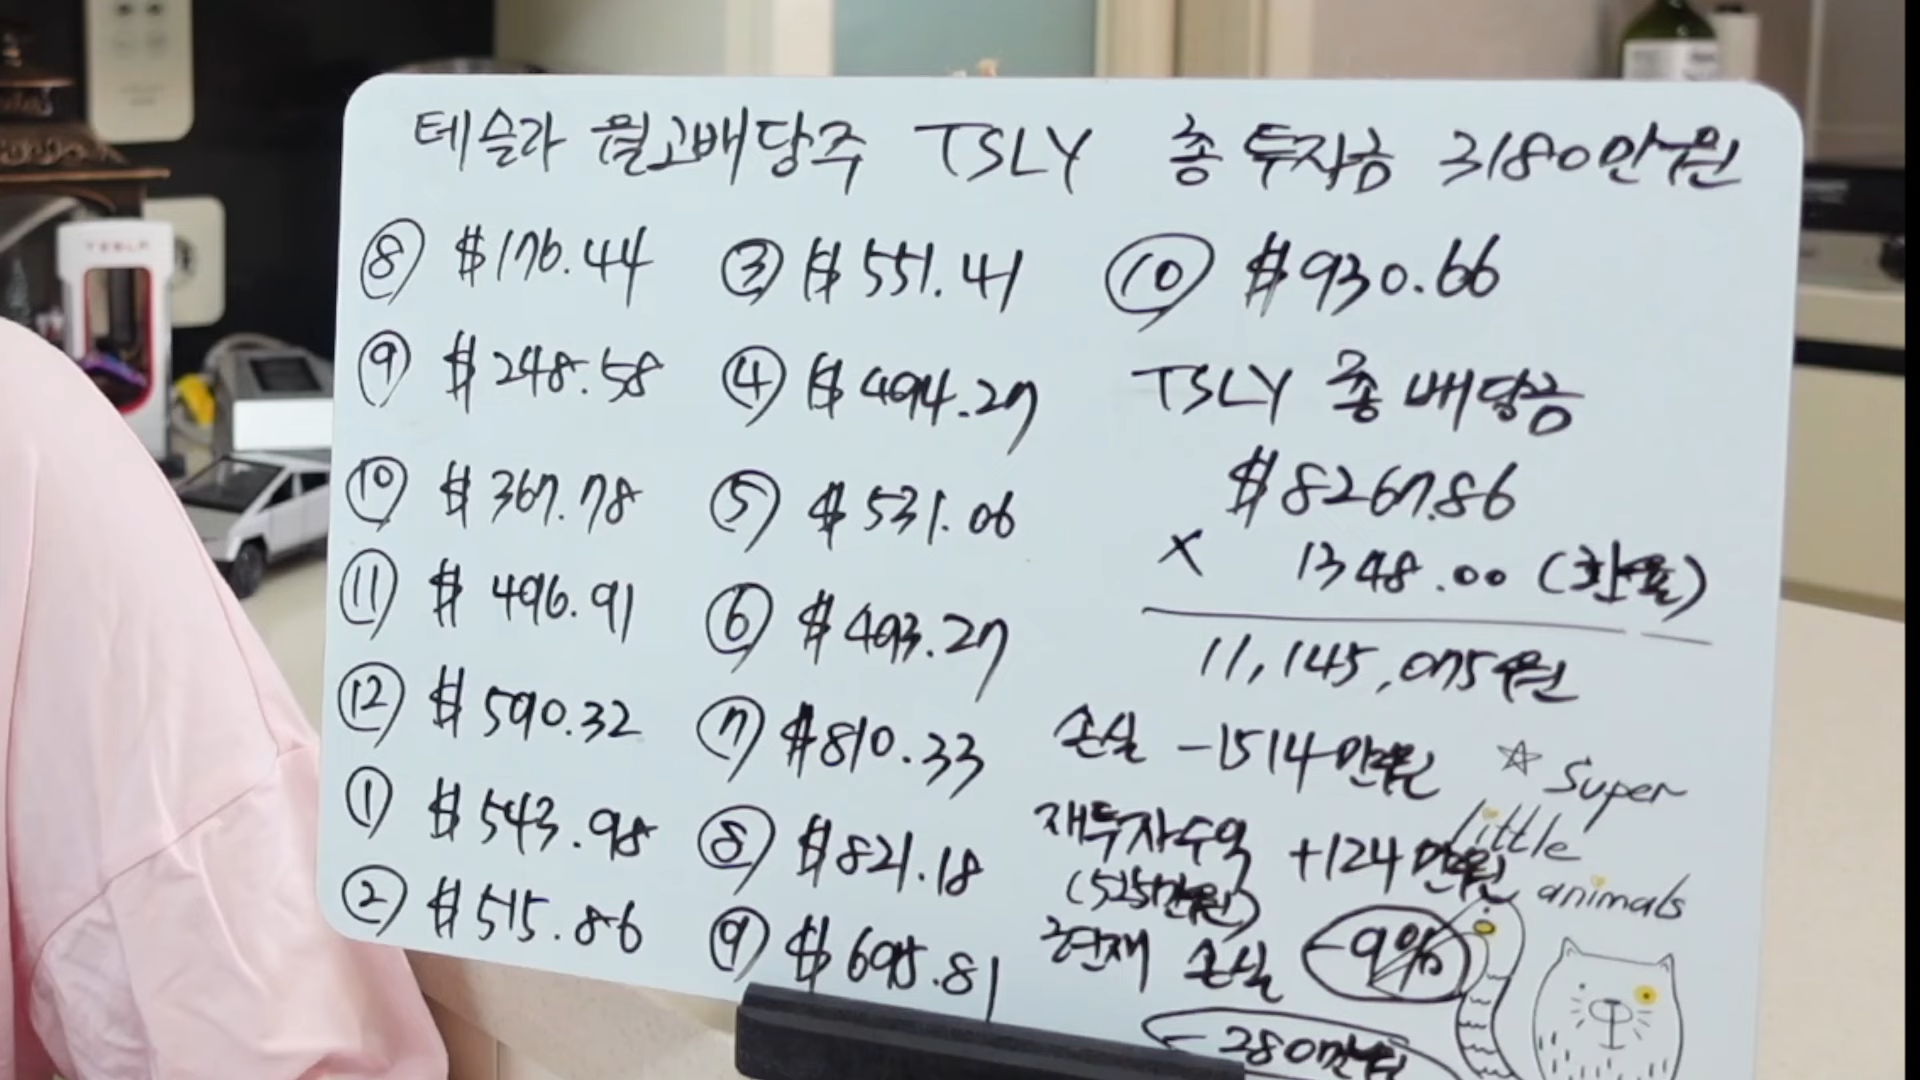 테슬라 월고배당주 TSLY 총 투자금 3180만원
⑧ $176.44
⑨ $248.58
⑩ $367.78
⑪ $496.91
⑫ $590.32
① $543.98
② $515.86
③ $551.41
④ $494.27
⑤ $531.06
⑥ $493.27
⑦ $810.33
⑧ $821.18
⑨ $695.81
⑩ $930.66
TSLY 총 배당금
$8267.86
× 1348.00 (환율)
11,145,075원
손실 -1514만원
재투자수익 +124만원
(525만원)
현재 손실 -9%
-280만원
☆ Super
little
animals
TESLA